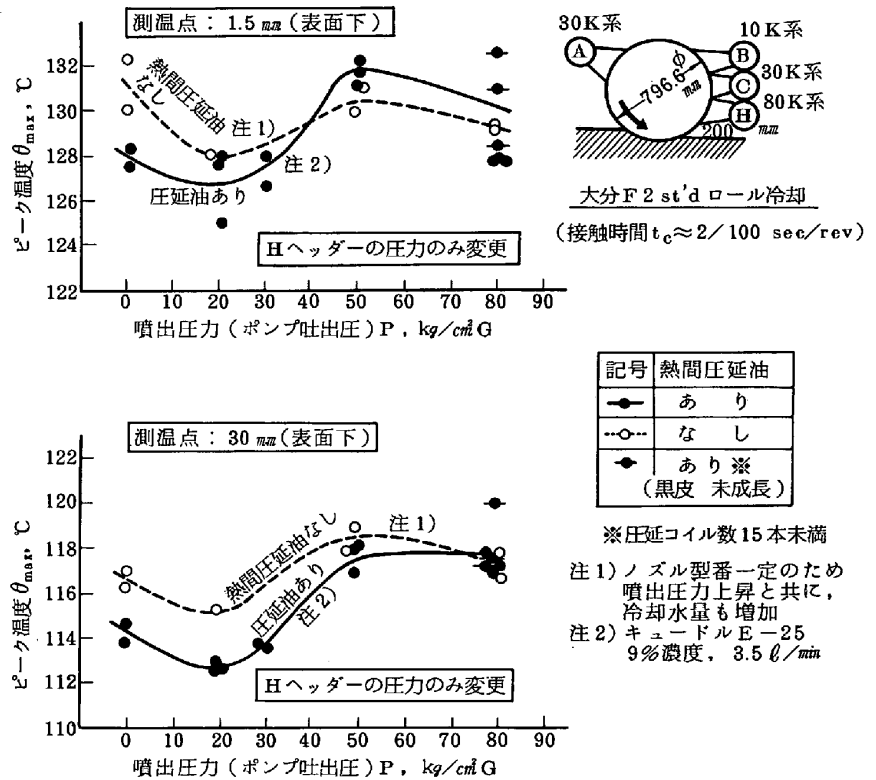 測温点：1.5㎜（表面下）
132
130
128
126
124
122
ピーク温度θmax，℃
熱間圧延油
なし
注1）
注2）
圧延油あり
Hヘッダーの圧力のみ変更
0 10 20 30 40 50 60 70 80 90
噴出圧力（ポンプ吐出圧）P，kg/c㎡G
30K系
A
10K系
B
30K系
C
80K系
H
796.6φ
mm
200
mm
大分F2 st'd ロール冷却
（接触時間tc≈2/100 sec/rev）
測温点：30㎜（表面下）
122
120
118
116
114
112
110
ピーク温度θmax，℃
熱間圧延油なし
注1）
圧延油あり
注2）
Hヘッダーの圧力のみ変更
0 10 20 30 40 50 60 70 80 90
噴出圧力（ポンプ吐出圧）P，kg/c㎡G
記号 熱間圧延油
あり
なし
あり※
（黒皮 未成長）
※圧延コイル数15本未満
注1）ノズル型番一定のため
噴出圧力上昇と共に，
冷却水量も増加
注2）キュードルE－25
9％濃度，3.5ℓ/min